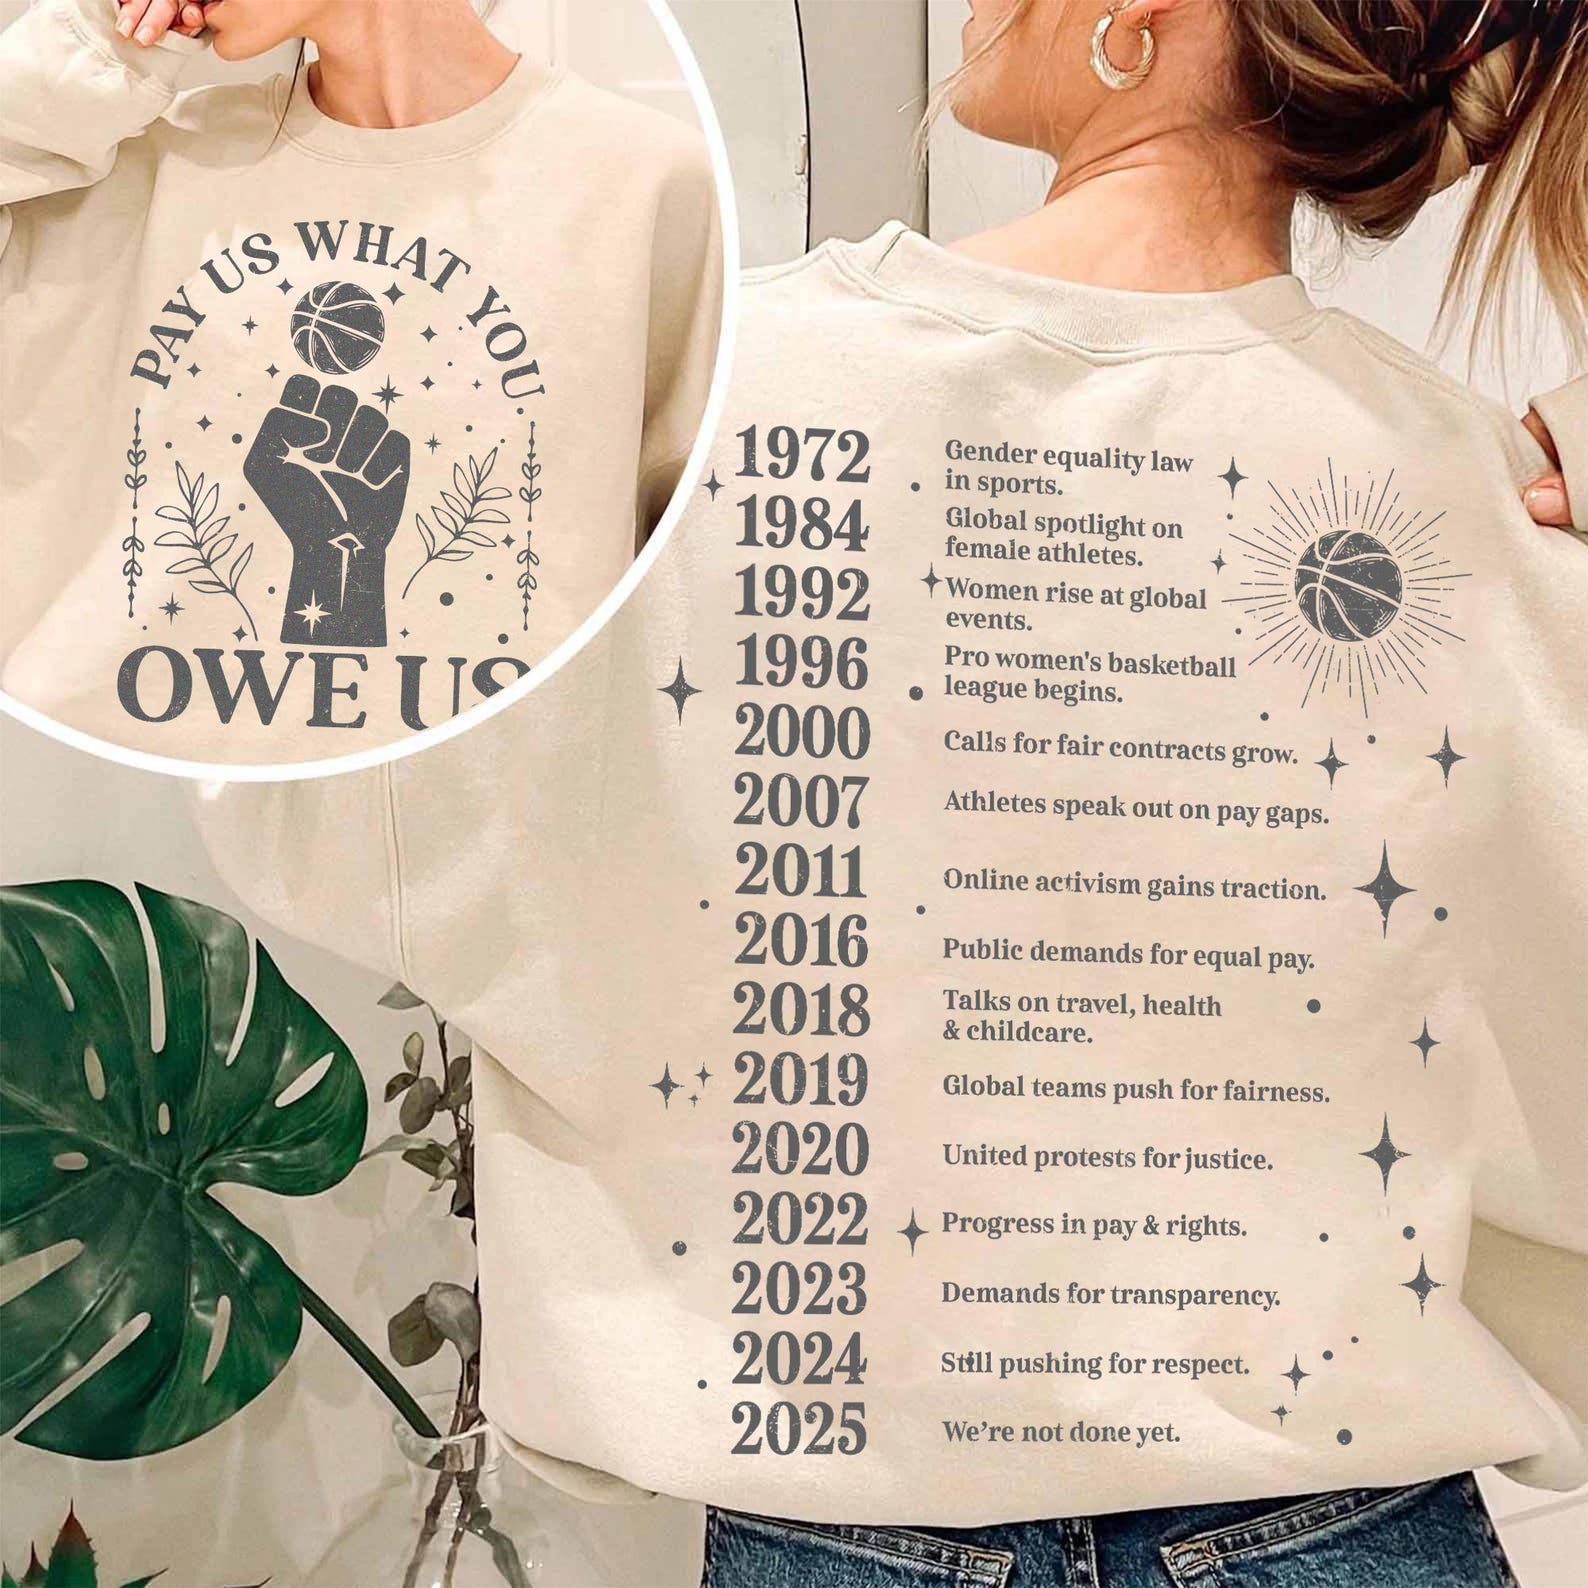 PAY US WHAT YOU
OWE US
1972
Gender equality law
in sports.
1984
Global spotlight on
female athletes.
1992
Women rise at global
events.
1996
Pro women's basketball
league begins.
2000
Calls for fair contracts grow.
2007
Athletes speak out on pay gaps.
2011
Online activism gains traction.
2016
Public demands for equal pay.
2018
Talks on travel, health
& childcare.
2019
Global teams push for fairness.
2020
United protests for justice.
2022
Progress in pay & rights.
2023
Demands for transparency.
2024
Still pushing for respect.
2025
We're not done yet.